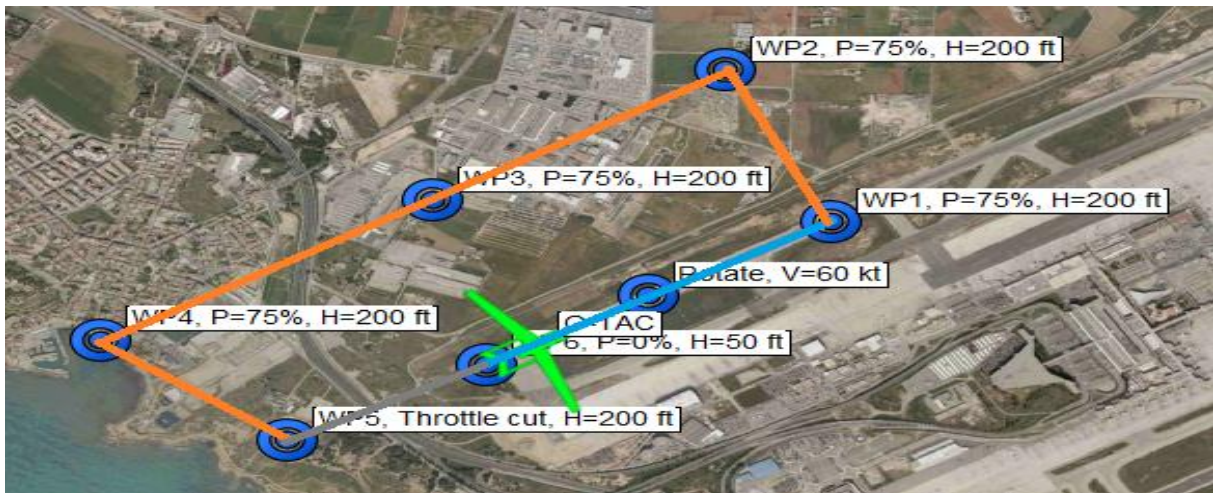 WP2, P=75%, H=200 ft
WP3, P=75%, H=200 ft
WP1, P=75%, H=200 ft
Rotate, V=60 kt
WP4, P=75%, H=200 ft
6, P=0%, H=50 ft
WP5, Throttle cut, H=200 ft